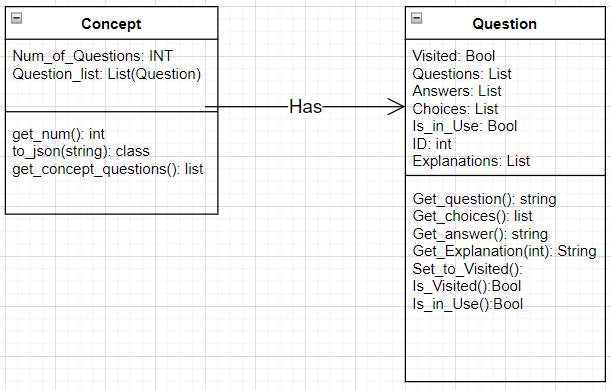 Concept
Num_of_Questions: INT
Question_list: List(Question)
get_num(): int
to_json(string): class
get_concept_questions(): list
Has
Question
Visited: Bool
Questions: List
Answers: List
Choices: List
Is_in_Use: Bool
ID: int
Explanations: List
Get_question(): string
Get_choices(): list
Get_answer(): string
Get_Explanation(int): String
Set_to_Visited():
Is_Visited():Bool
Is_in_Use():Bool